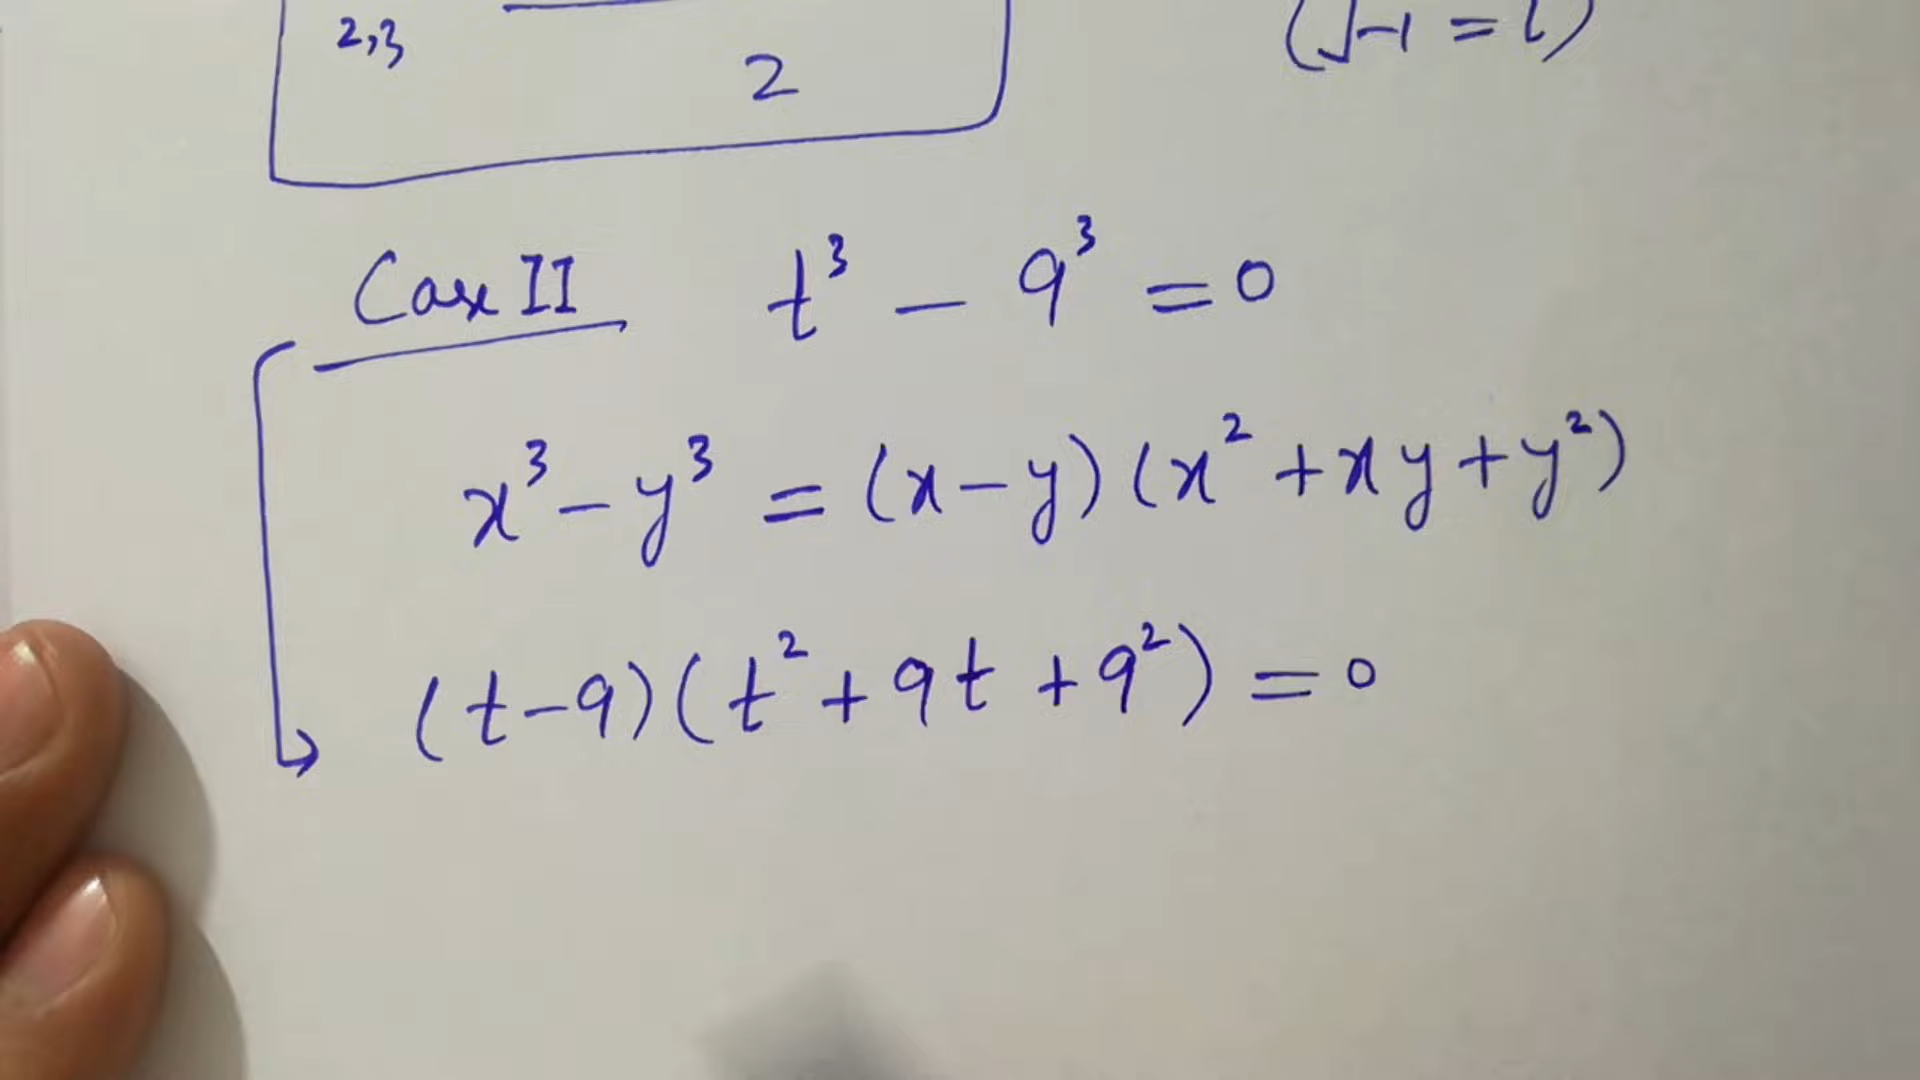 2,3
2
(√-1 = i)
Case II t³ - 9³ = 0
x³ - y³ = (x - y) (x² + xy + y²)
(t - 9) (t² + 9t + 9²) = 0